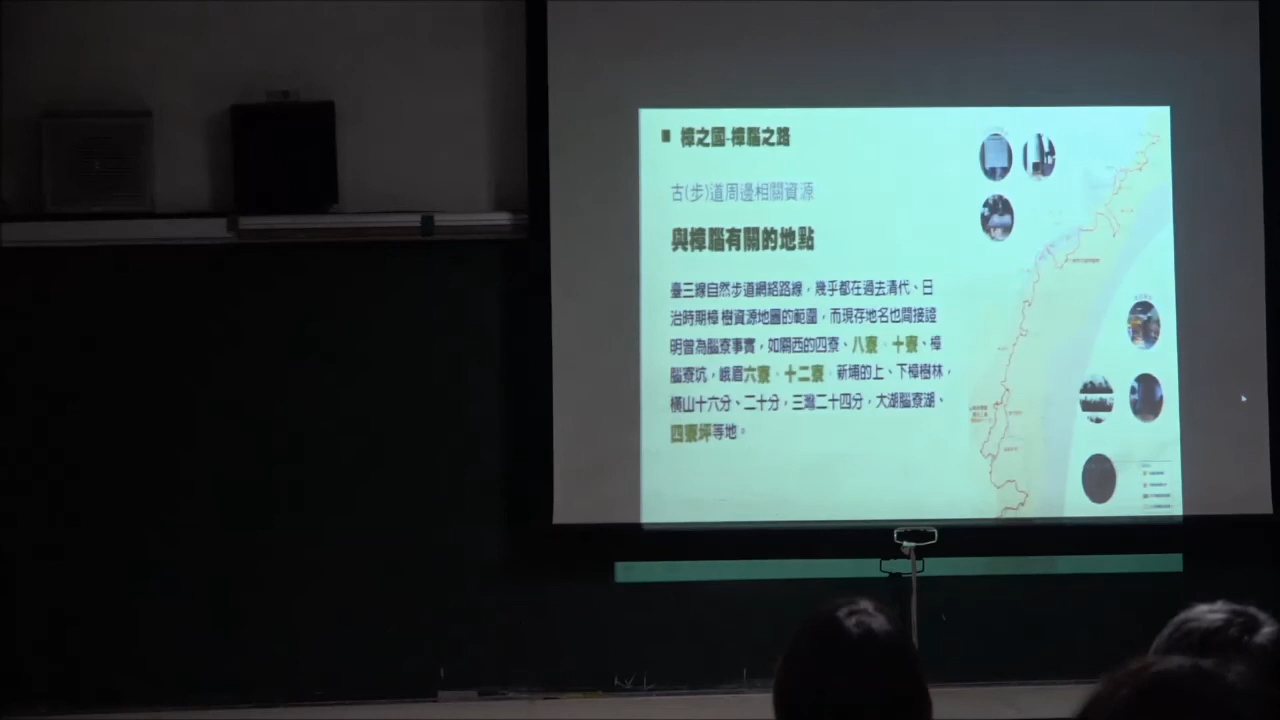 樟之國-樟腦之路
古(步)道周邊相關資源
與樟腦有關的地點
臺三線自然步道網絡路線，幾乎都在過去清代、日
治時期樟樹資源地圖的範圍，而現存地名也間接證
明曾為腦寮事實，如關西的四寮、八寮、十寮、樟
腦寮坑，峨眉六寮、十二寮，新埔的上、下樟樹林，
橫山十六分、二十分，三灣二十四分，大湖腦寮湖、
四寮坪等地。